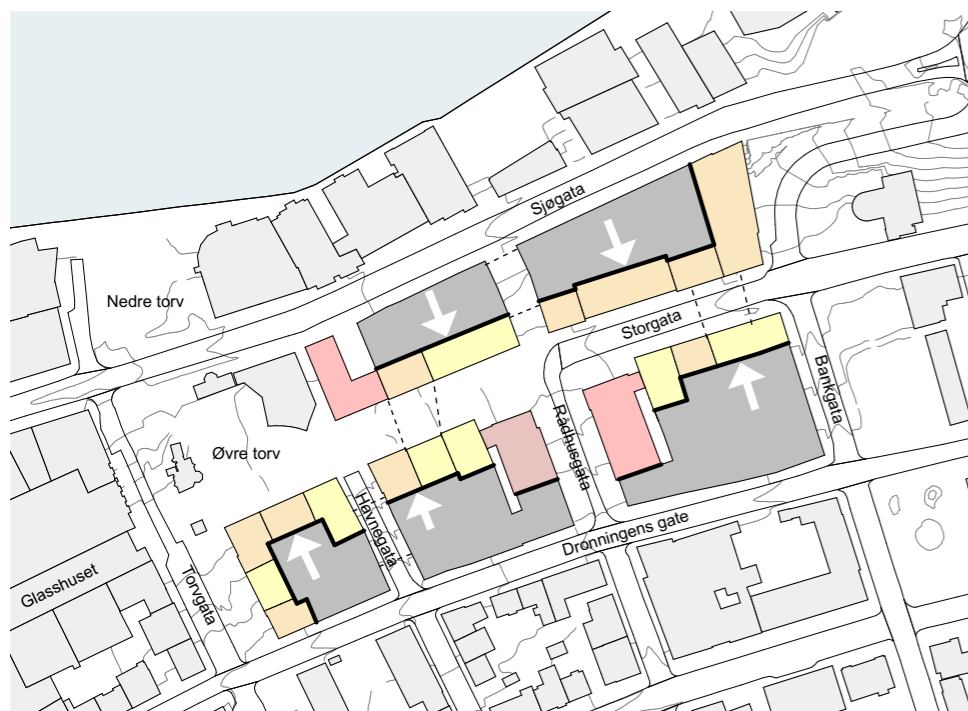 Sjøgata
Nedre torv
Storgata
Bankgata
Rådhusgata
Øvre torv
Havnegata
Dronningens gate
Glasshuset
Torvgata